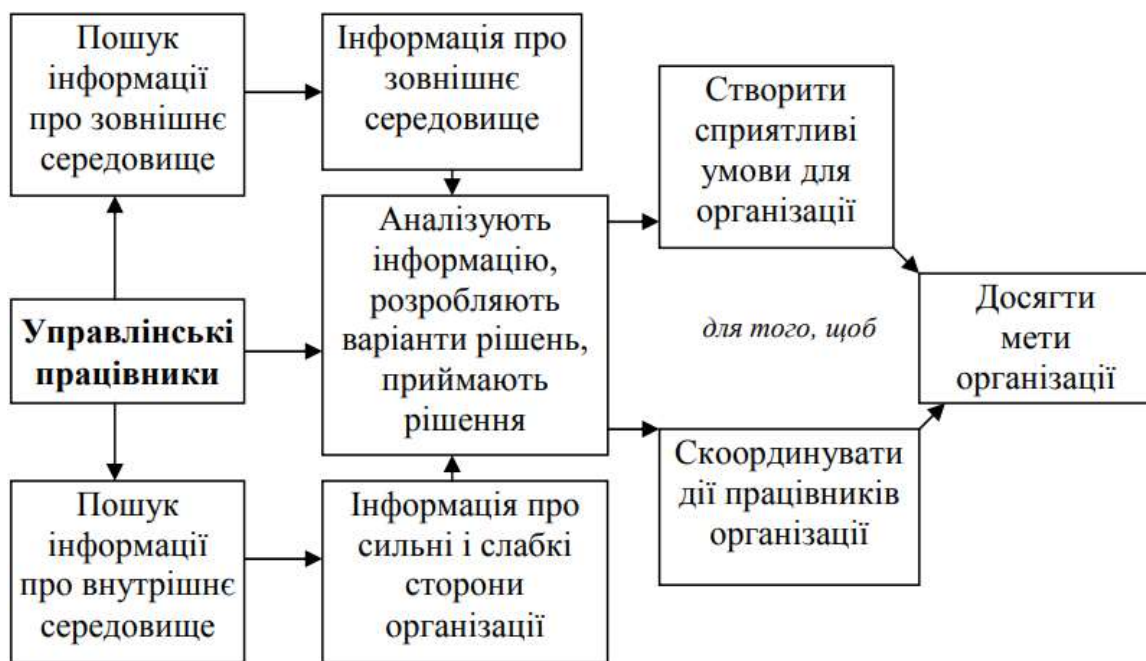 Пошук
інформації
про зовнішнє
середовище
Інформація про
зовнішнє
середовище
Створити
сприятливі
умови для
організації
Управлінські
працівники
Аналізують
інформацію,
розробляють
варіанти рішень,
приймають
рішення
для того, щоб
Досягти
мети
організації
Пошук
інформації
про внутрішнє
середовище
Інформація про
сильні і слабкі
сторони
організації
Скоординувати
дії працівників
організації